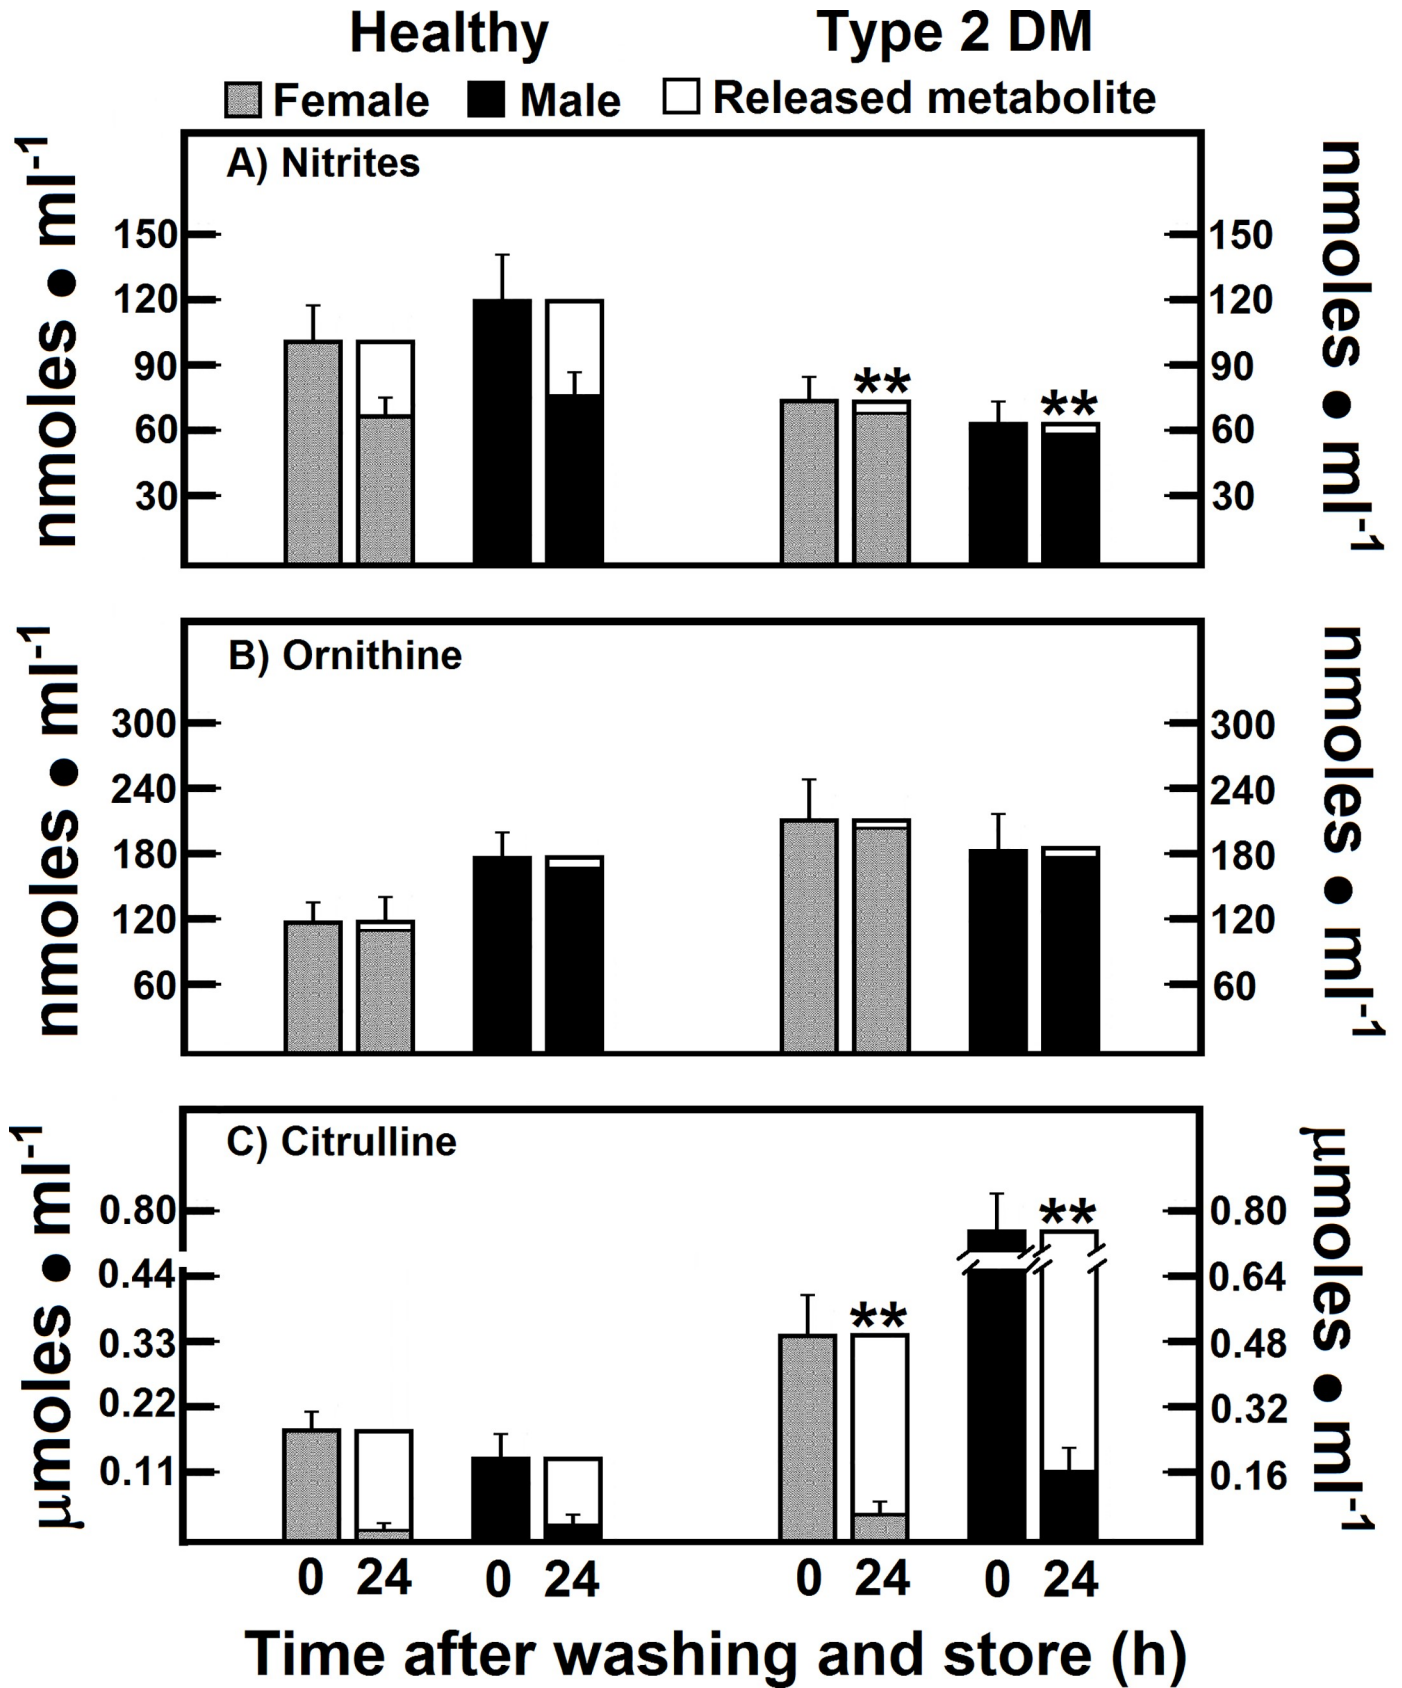 Healthy Type 2 DM
Female Male Released metabolite
A) Nitrites
nmoles • ml-1
150
120
90
60
30
150
120
90
60
30
nmoles • ml-1
**
**
B) Ornithine
nmoles • ml-1
300
240
180
120
60
300
240
180
120
60
nmoles • ml-1
C) Citrulline
μmoles • ml-1
0.80
0.44
0.33
0.22
0.11
0.80
0.64
0.48
0.32
0.16
μmoles • ml-1
**
**
0 24 0 24 0 24 0 24
Time after washing and store (h)